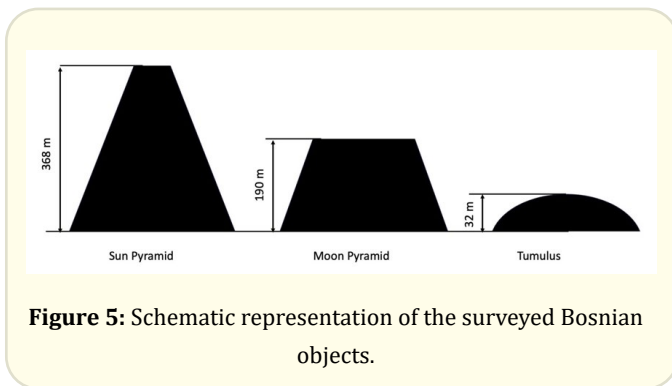 368 m
190 m
32 m
Sun Pyramid
Moon Pyramid
Tumulus
Figure 5: Schematic representation of the surveyed Bosnian
objects.